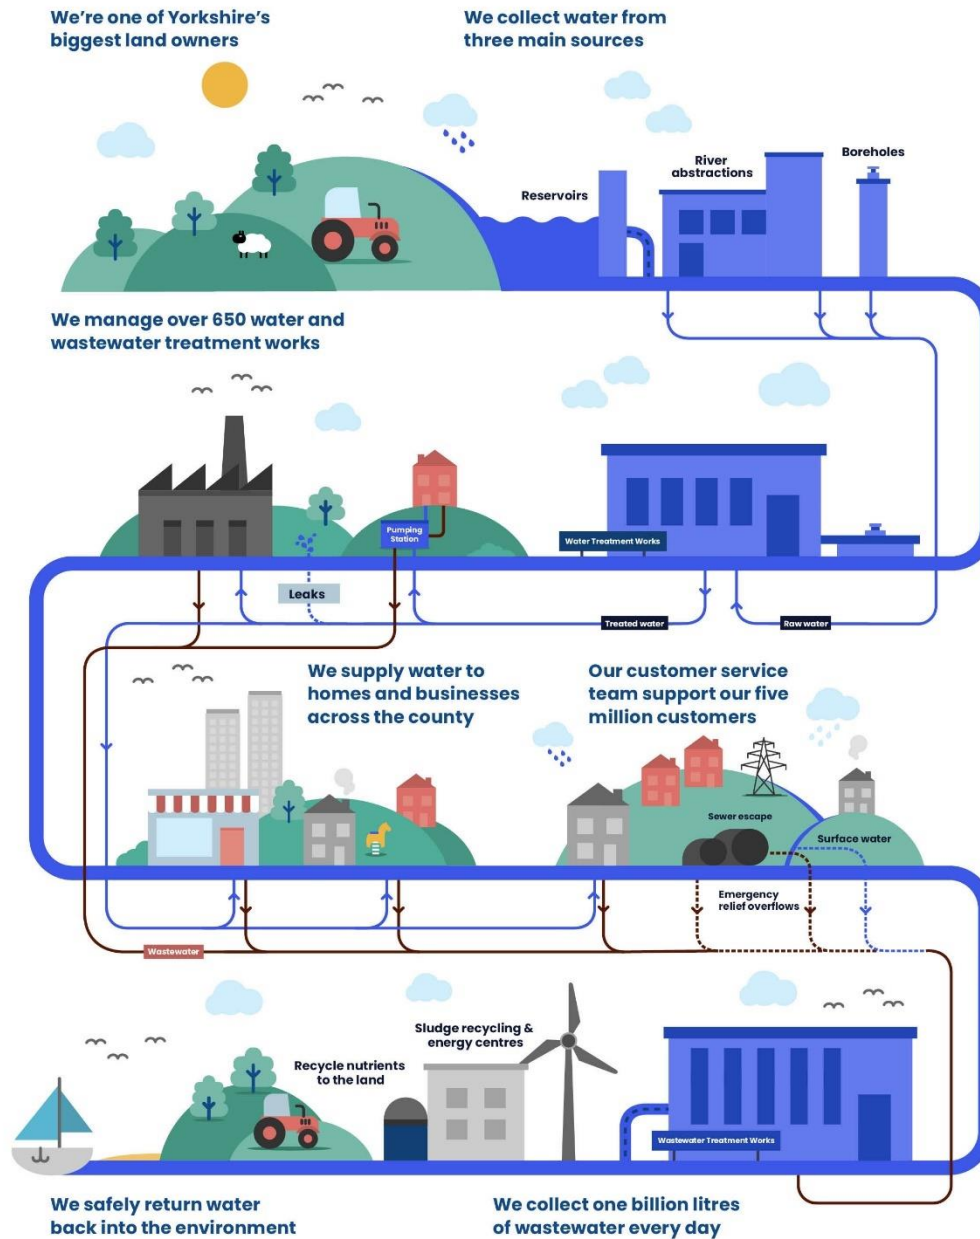 We're one of Yorkshire's
biggest land owners
We collect water from
three main sources
Reservoirs
River
abstractions
Boreholes
We manage over 650 water and
wastewater treatment works
Pumping
Station
Water Treatment Works
Leaks
Treated water
Raw water
We supply water to
homes and businesses
across the county
Our customer service
team support our five
million customers
Sewer escape
Surface water
Emergency
relief overflows
Wastewater
Sludge recycling &
energy centres
Recycle nutrients
to the land
Wastewater Treatment Works
We safely return water
back into the environment
We collect one billion litres
of wastewater every day